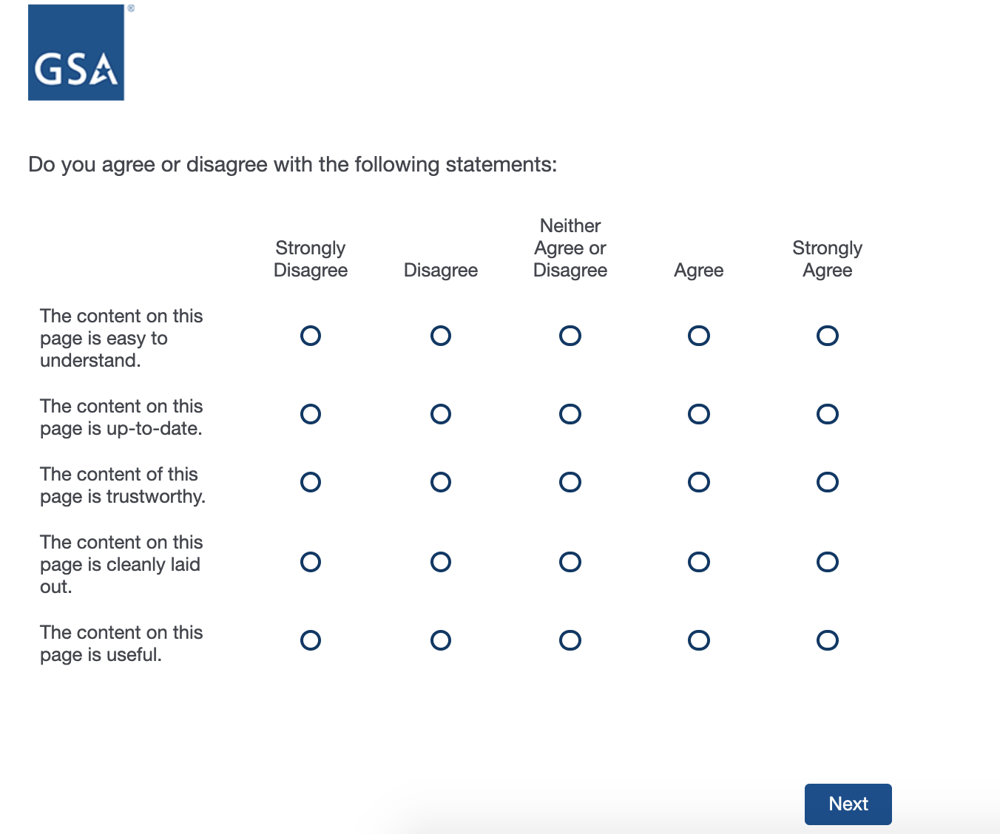 GSA ®
Do you agree or disagree with the following statements:
Neither
Strongly Agree or Strongly
Disagree Disagree Disagree Agree Agree
The content on this
page is easy to
understand.
The content on this
page is up-to-date.
The content of this
page is trustworthy.
The content on this
page is cleanly laid
out.
The content on this
page is useful.
Next